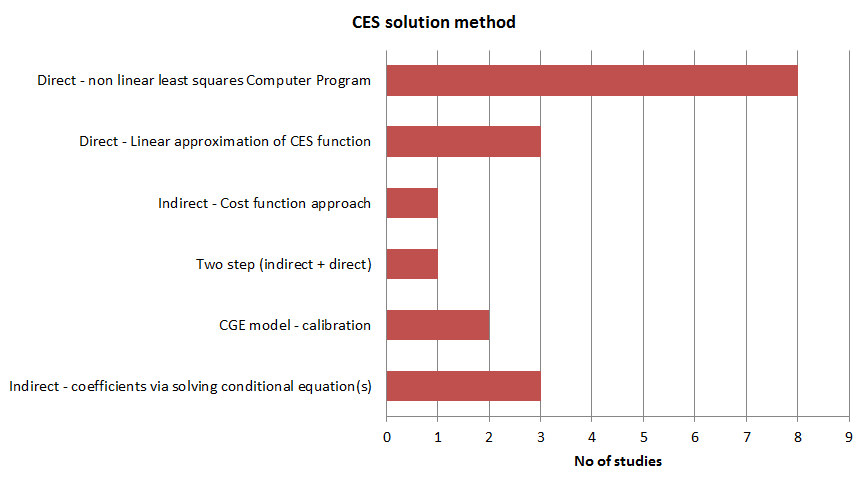 CES solution method
Direct - non linear least squares Computer Program
Direct - Linear approximation of CES function
Indirect - Cost function approach
Two step (indirect + direct)
CGE model - calibration
Indirect - coefficients via solving conditional equation(s)
0 1 2 3 4 5 6 7 8 9
No of studies